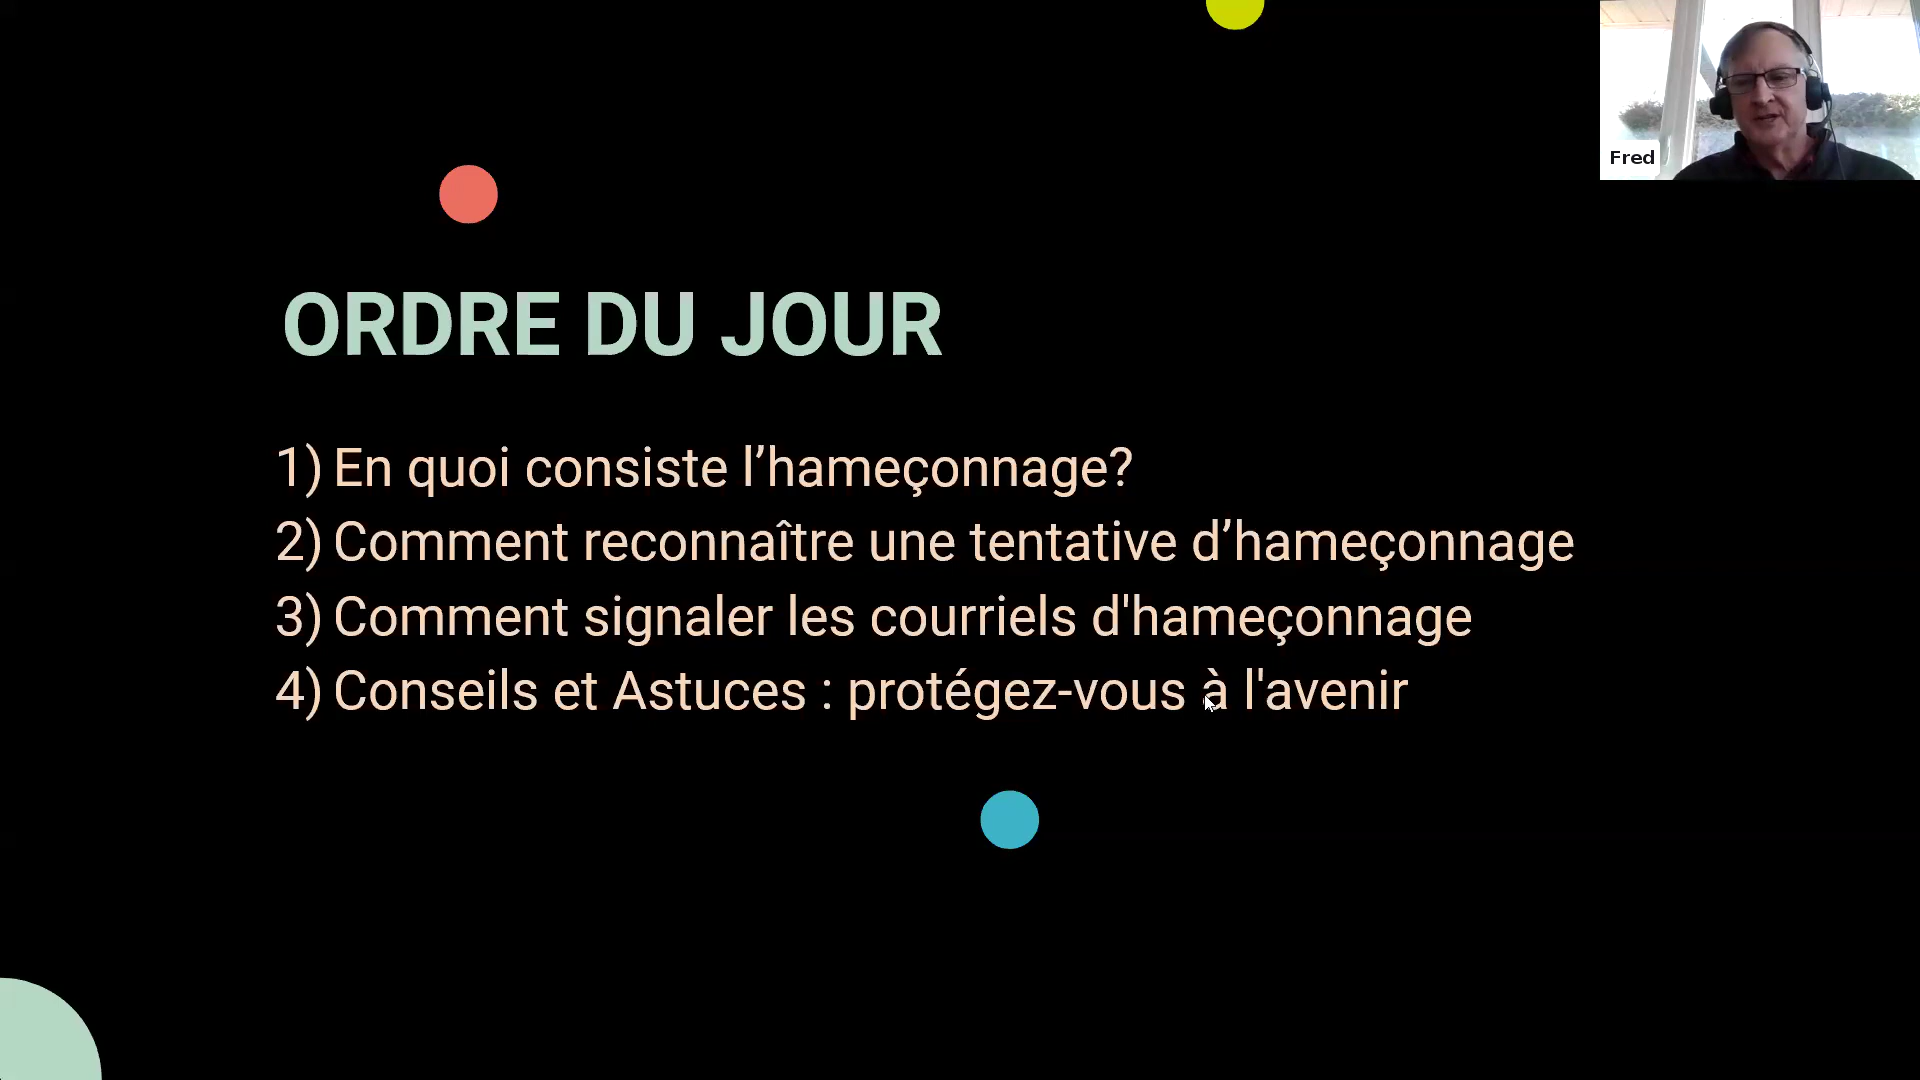 Fred
ORDRE DU JOUR
1) En quoi consiste l’hameçonnage?
2) Comment reconnaître une tentative d’hameçonnage
3) Comment signaler les courriels d'hameçonnage
4) Conseils et Astuces : protégez-vous à l'avenir